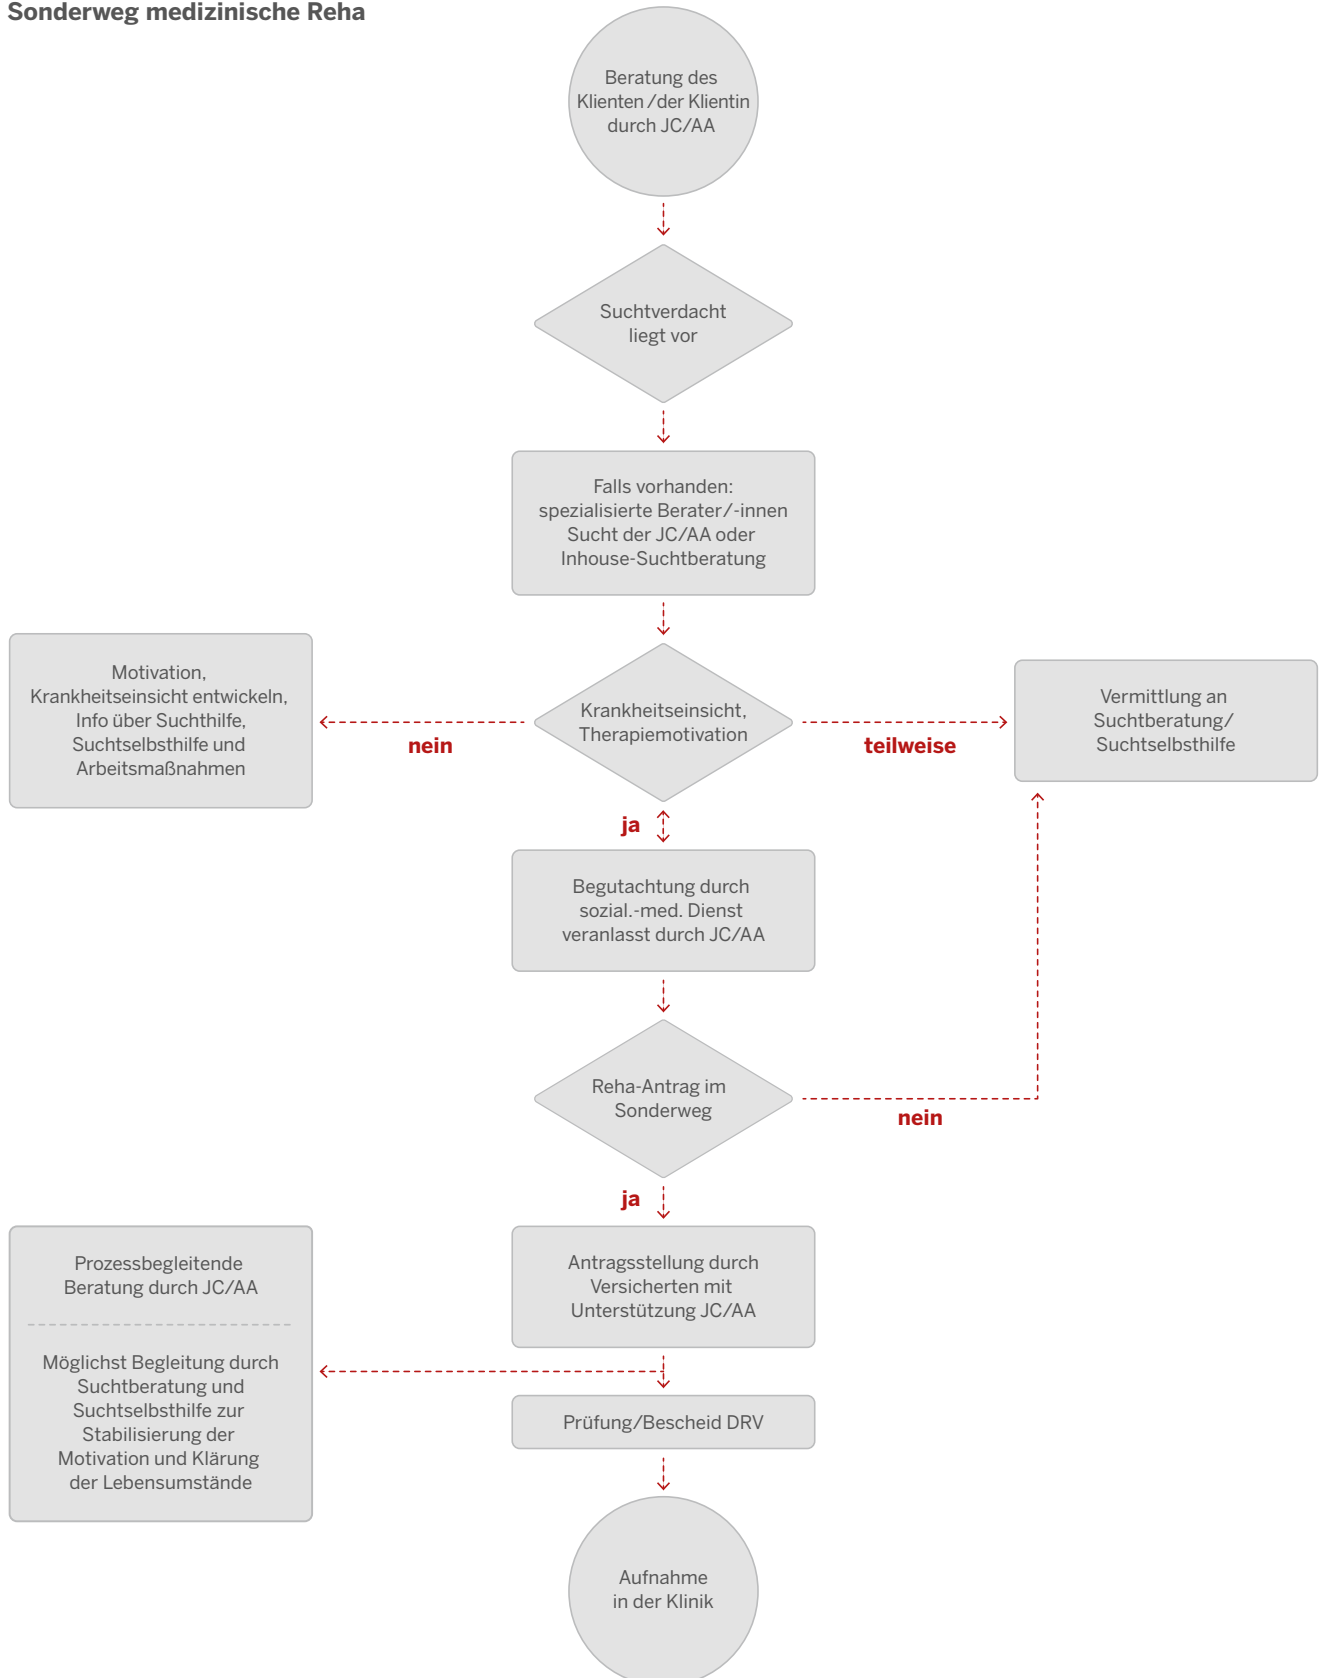 Sonderweg medizinische Reha
Beratung des
Klienten/der Klientin
durch JC/AA
Suchtverdacht
liegt vor
Falls vorhanden:
spezialisierte Berater/-innen
Sucht der JC/AA oder
Inhouse-Suchtberatung
Motivation,
Krankheitseinsicht entwickeln,
Info über Suchthilfe,
Suchtselbsthilfe und
Arbeitsmaßnahmen
nein
Krankheitseinsicht,
Therapiemotivation
teilweise
Vermittlung an
Suchtberatung/
Suchtselbsthilfe
ja
Begutachtung durch
sozial.-med. Dienst
veranlasst durch JC/AA
Reha-Antrag im
Sonderweg
nein
ja
Antragsstellung durch
Versicherten mit
Unterstützung JC/AA
Prozessbegleitende
Beratung durch JC/AA
Möglichst Begleitung durch
Suchtberatung und
Suchtselbsthilfe zur
Stabilisierung der
Motivation und Klärung
der Lebensumstände
Prüfung/Bescheid DRV
Aufnahme
in der Klinik